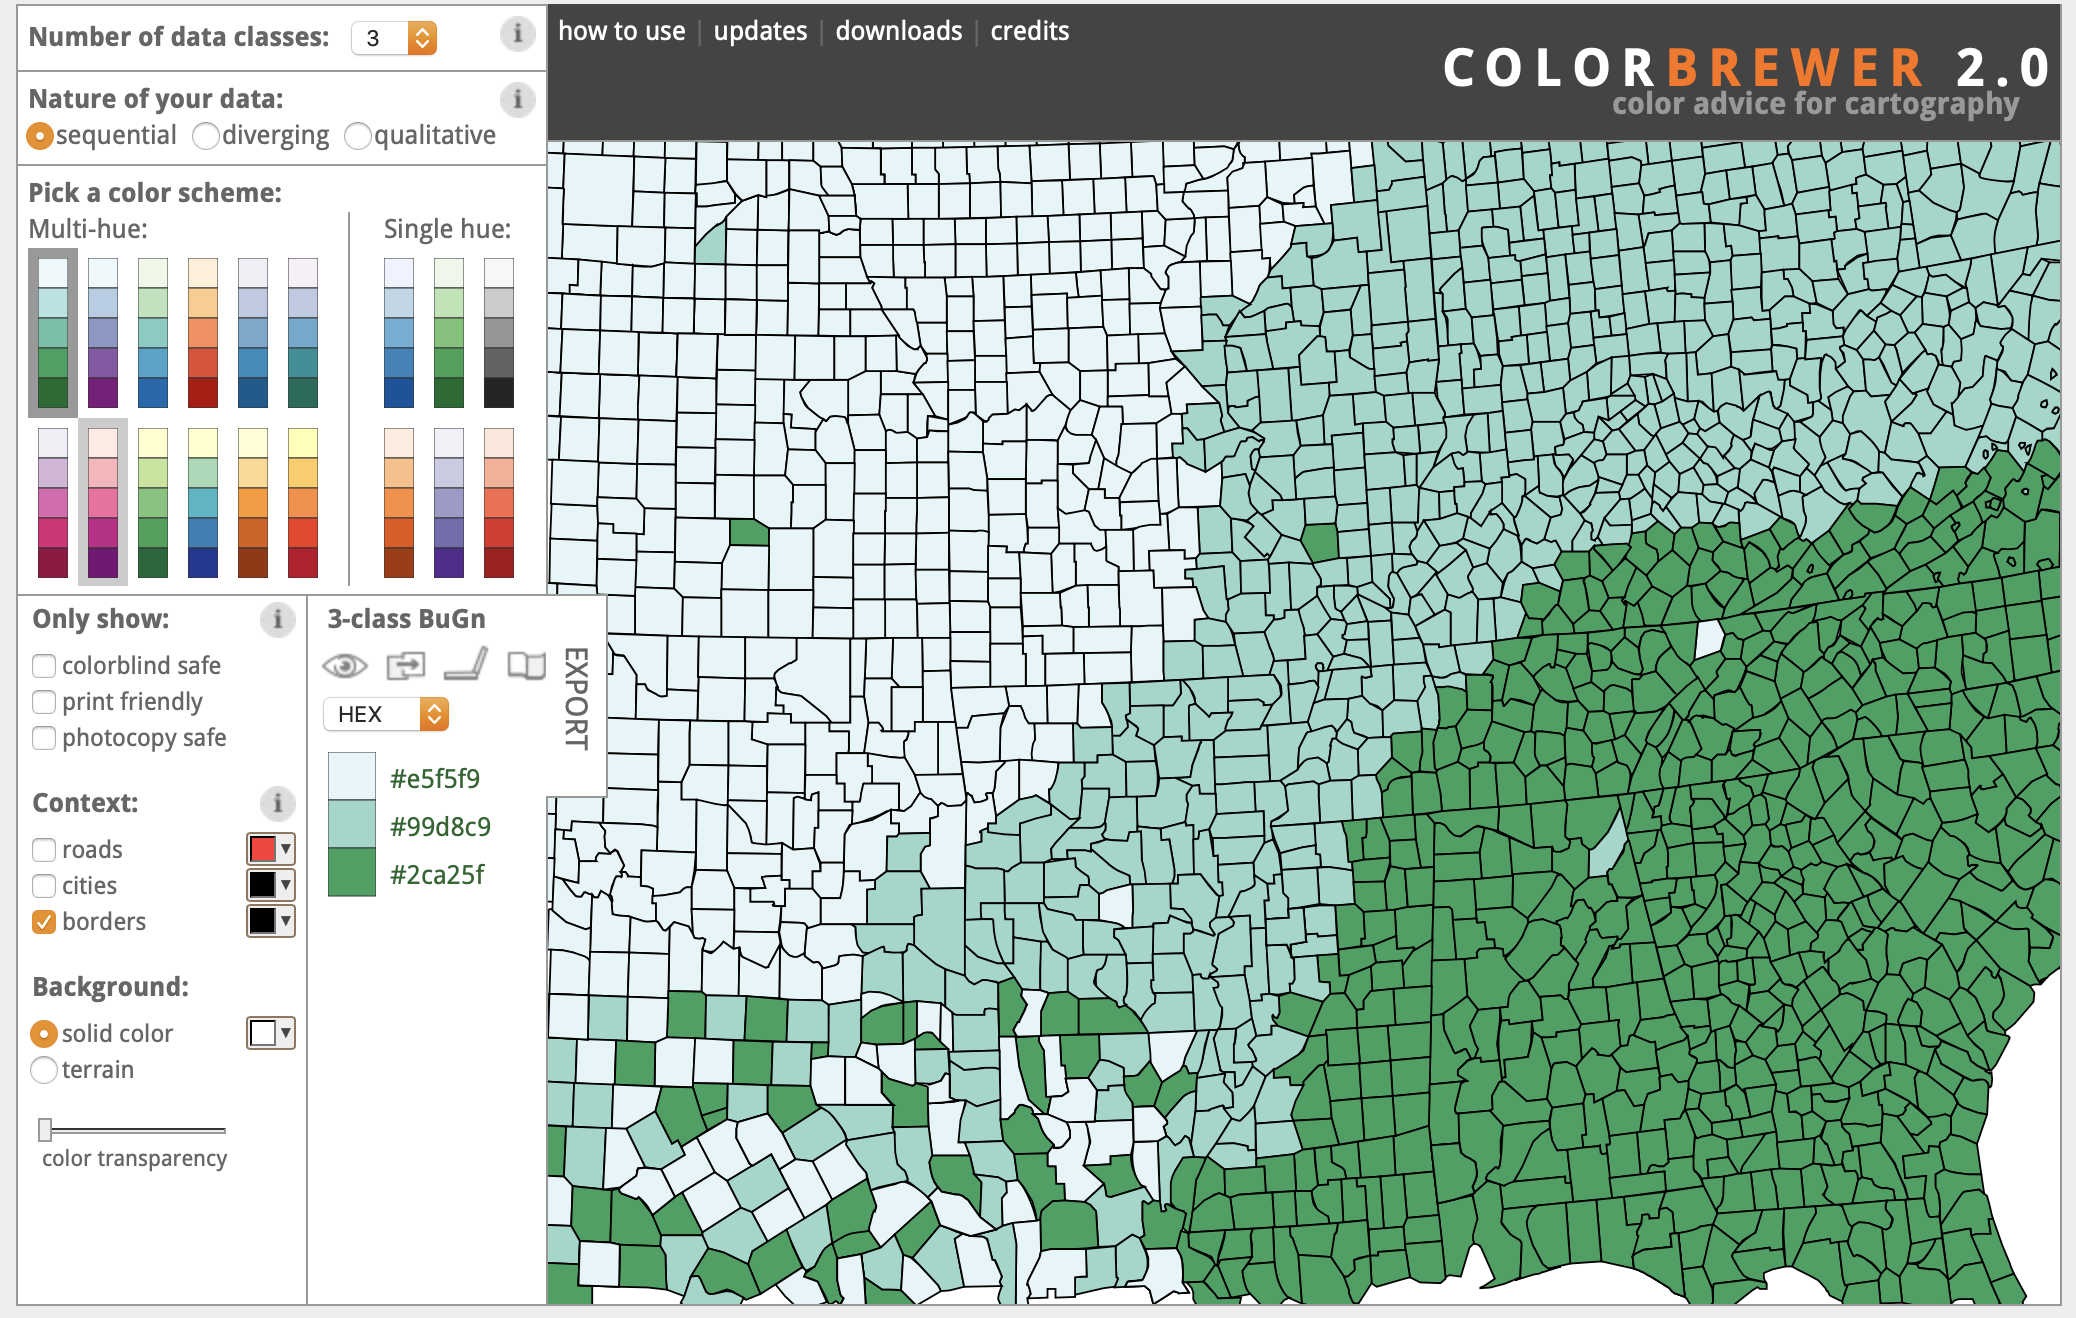 Number of data classes: 3 i
how to use | updates | downloads | credits
COLORBREWER 2.0
color advice for cartography
Nature of your data: i
sequential diverging qualitative
Pick a color scheme:
Multi-hue: Single hue:
Only show: i
colorblind safe
print friendly
photocopy safe
Context: i
roads
cities
borders
Background:
solid color
terrain
color transparency
3-class BuGn
EXPORT
HEX
#e5f5f9
#99d8c9
#2ca25f